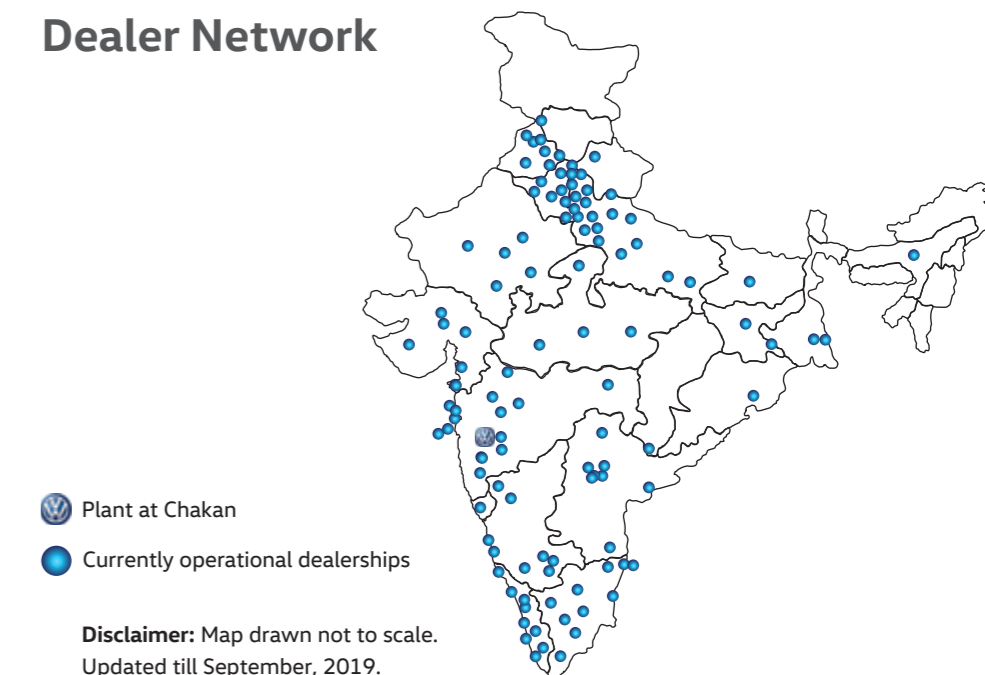 Dealer Network
Plant at Chakan
Currently operational dealerships
Disclaimer: Map drawn not to scale.
Updated till September, 2019.